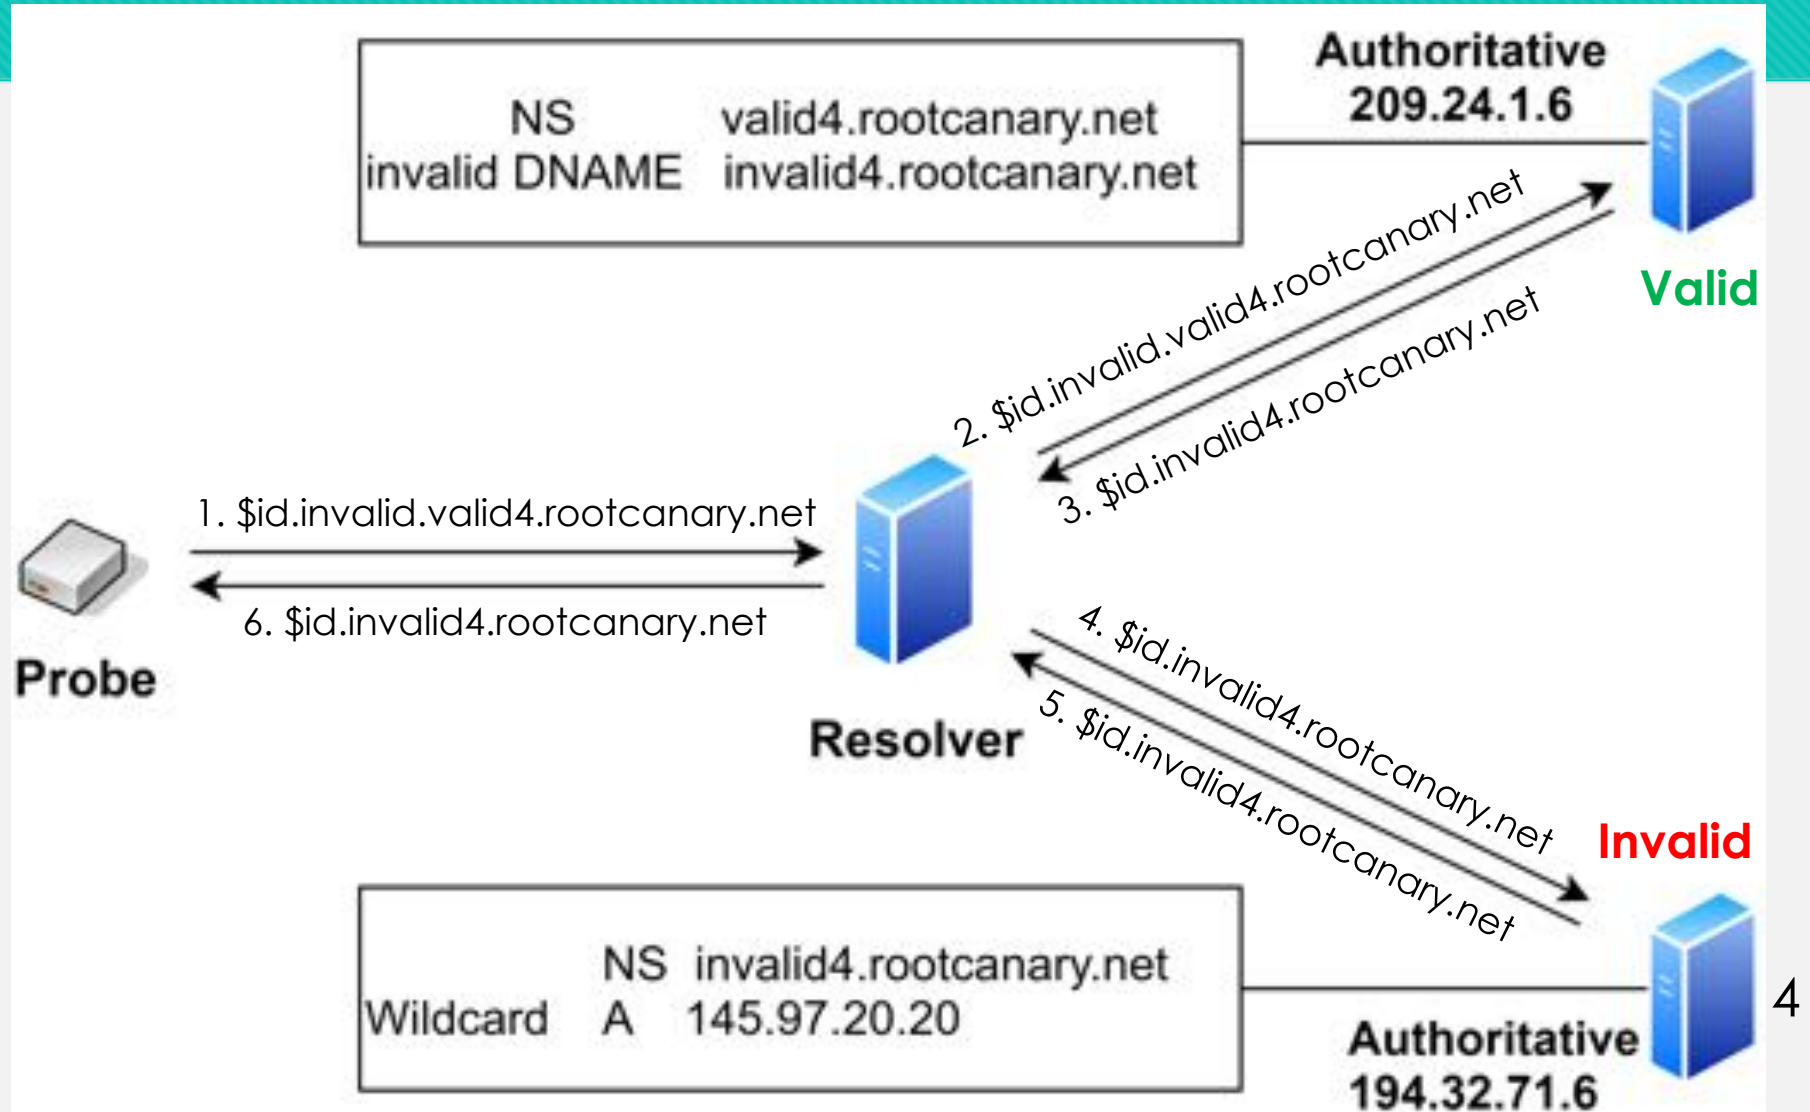 Authoritative
209.24.1.6
NS valid4.rootcanary.net
invalid DNAME invalid4.rootcanary.net
Valid
2. $id.invalid.valid4.rootcanary.net
3. $id.invalid4.rootcanary.net
1. $id.invalid.valid4.rootcanary.net
6. $id.invalid4.rootcanary.net
Probe
Resolver
4. $id.invalid4.rootcanary.net
5. $id.invalid4.rootcanary.net
Invalid
NS invalid4.rootcanary.net
Wildcard A 145.97.20.20
4
Authoritative
194.32.71.6